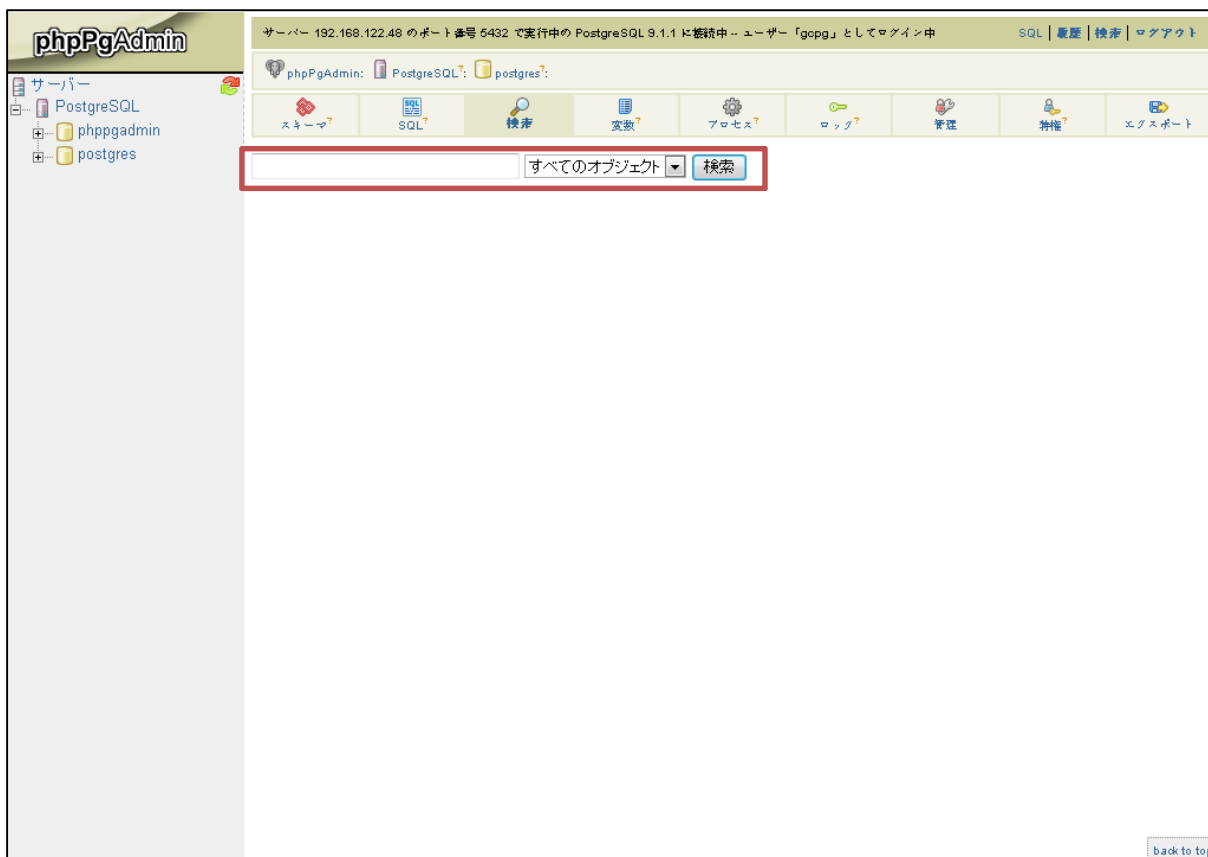 phpPgAdmin
サーバー
PostgreSQL
phppgadmin
postgres
サーバー 192.168.122.48 のポート番号 5432 で実行中の PostgreSQL 9.1.1 に接続中 -- ユーザー「gopg」としてログイン中
SQL | 履歴 | 検索 | ログアウト
phpPgAdmin: PostgreSQL?: postgres?:
スキーマ? SQL? 検索 変数? プロセス? ロック? 管理 特権? エクスポート
すべてのオブジェクト 検索
back to top